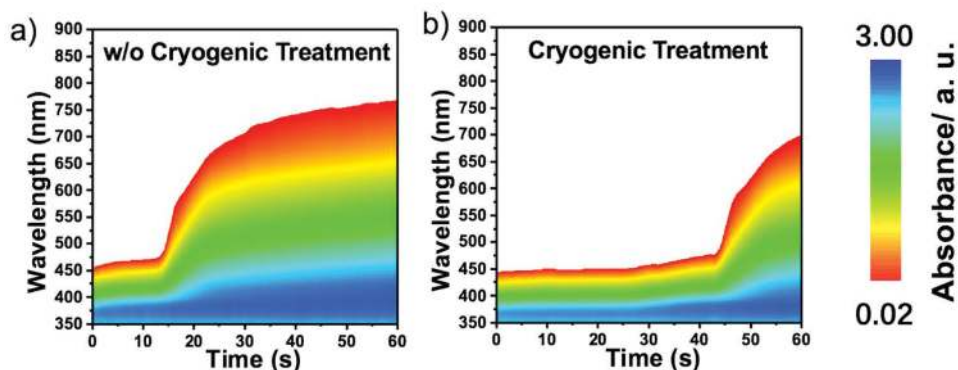 a)
w/o Cryogenic Treatment
900
850
800
750
700
650
600
550
500
450
400
350
Wavelength (nm)
0 10 20 30 40 50 60
Time (s)
b)
Cryogenic Treatment
900
850
800
750
700
650
600
550
500
450
400
350
Wavelength (nm)
0 10 20 30 40 50 60
Time (s)
3.00
0.02
Absorbance/ a. u.